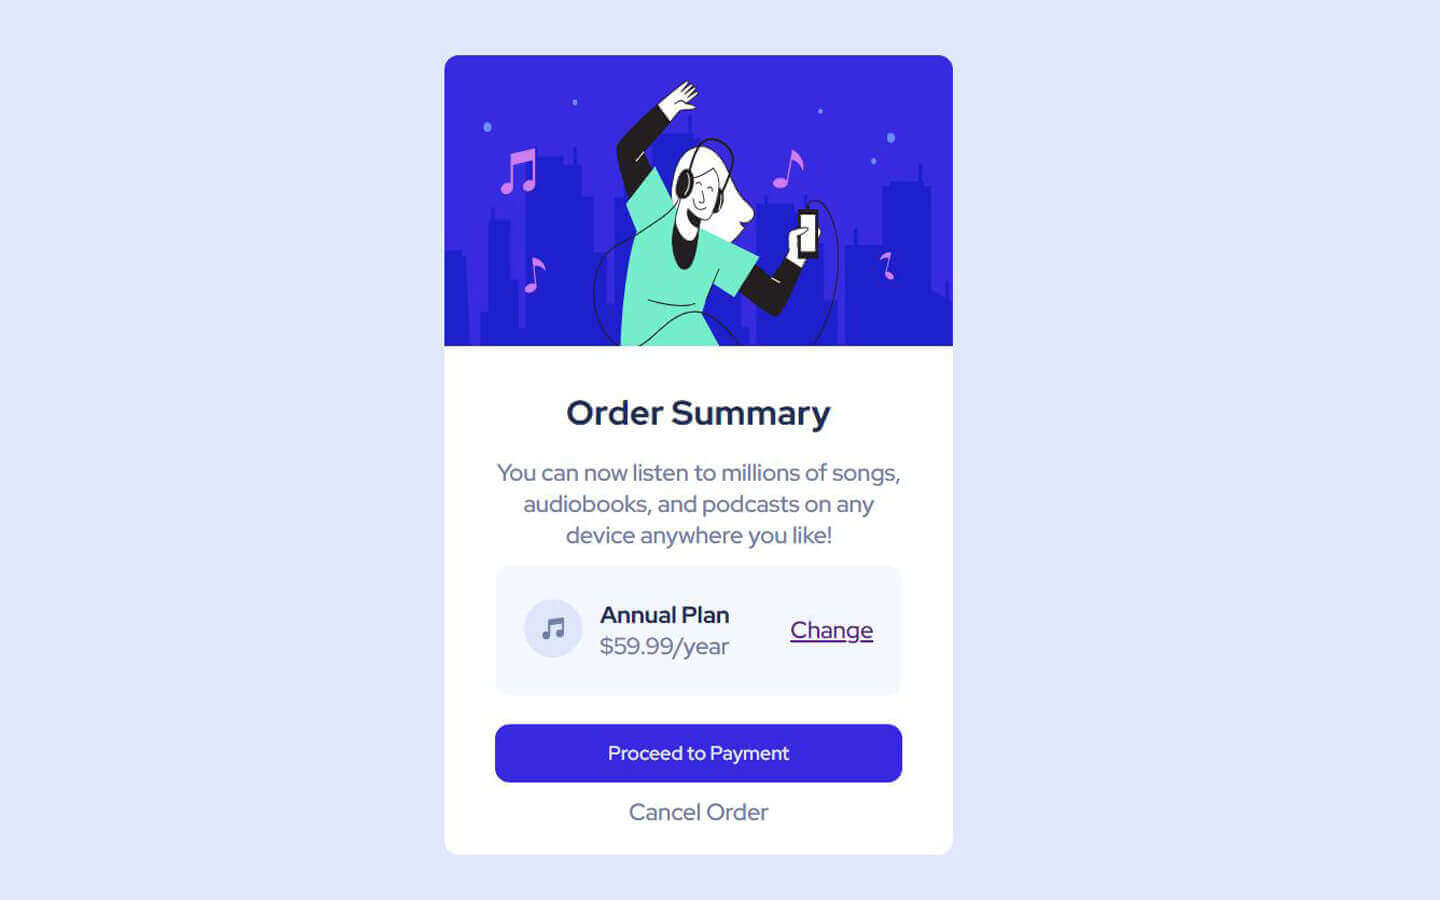 Order Summary
You can now listen to millions of songs,
audiobooks, and podcasts on any
device anywhere you like!
Annual Plan
$59.99/year
Change
Proceed to Payment
Cancel Order